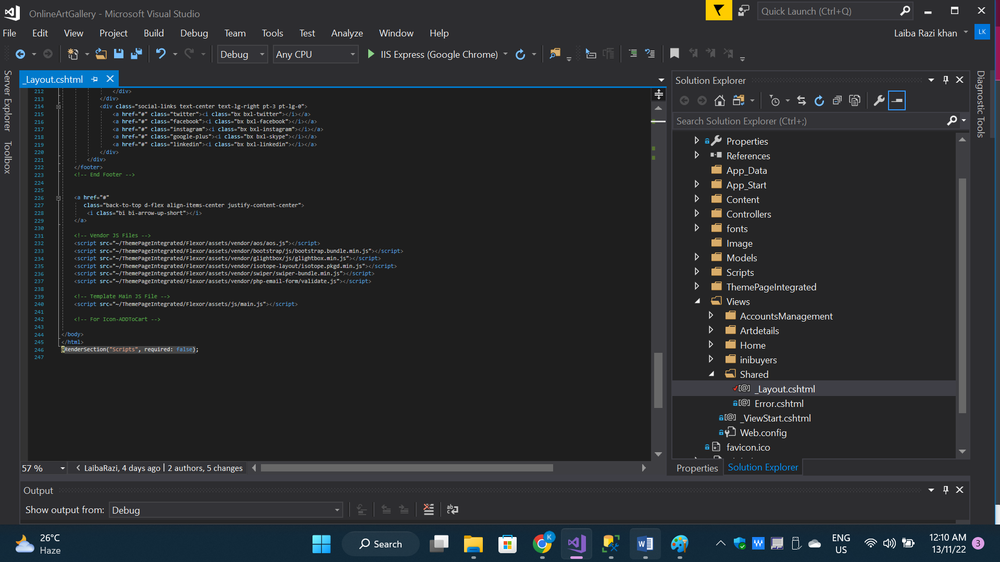 OnlineArtGallery - Microsoft Visual Studio
Quick Launch (Ctrl+Q)
File Edit View Project Build Debug Team Tools Test Analyze Window Help
Laiba Razi khan LK
Debug Any CPU IIS Express (Google Chrome)
Server Explorer
Toolbox
_Layout.cshtml
212 </div>
213 </div>
214 <div class="social-links text-center text-lg-right pt-3 pt-lg-0">
215 <a href="#" class="twitter"><i class="bx bxl-twitter"></i></a>
216 <a href="#" class="facebook"><i class="bx bxl-facebook"></i></a>
217 <a href="#" class="instagram"><i class="bx bxl-instagram"></i></a>
218 <a href="#" class="google-plus"><i class="bx bxl-skype"></i></a>
219 <a href="#" class="linkedin"><i class="bx bxl-linkedin"></i></a>
220 </div>
221 </div>
222 </footer>
223 <!-- End Footer -->
224
225
226 <a href="#"
227 class="back-to-top d-flex align-items-center justify-content-center">
228 <i class="bi bi-arrow-up-short"></i>
229 </a>
230
231 <!-- Vendor JS Files -->
232 <script src="~/ThemePageIntegrated/Flexor/assets/vendor/aos/aos.js"></script>
233 <script src="~/ThemePageIntegrated/Flexor/assets/vendor/bootstrap/js/bootstrap.bundle.min.js"></script>
234 <script src="~/ThemePageIntegrated/Flexor/assets/vendor/glightbox/js/glightbox.min.js"></script>
235 <script src="~/ThemePageIntegrated/Flexor/assets/vendor/isotope-layout/isotope.pkgd.min.js"></script>
236 <script src="~/ThemePageIntegrated/Flexor/assets/vendor/swiper/swiper-bundle.min.js"></script>
237 <script src="~/ThemePageIntegrated/Flexor/assets/vendor/php-email-form/validate.js"></script>
238
239 <!-- Template Main JS File -->
240 <script src="~/ThemePageIntegrated/Flexor/assets/js/main.js"></script>
241
242 <!-- For Icon-ADDToCart -->
243
244 </body>
245 </html>
246 @RenderSection("Scripts", required: false);
247
57 % LaibaRazi, 4 days ago | 2 authors, 5 changes
Solution Explorer
Search Solution Explorer (Ctrl+;)
Properties
References
App_Data
App_Start
Content
Controllers
fonts
Image
Models
Scripts
ThemePageIntegrated
Views
AccountsManagement
Artdetails
Home
inibuyers
Shared
_Layout.cshtml
Error.cshtml
_ViewStart.cshtml
Web.config
favicon.ico
Properties Solution Explorer
Diagnostic Tools
Output
Show output from: Debug
26°C
Haze
Search
K
ENG
US
12:10 AM
13/11/22
3